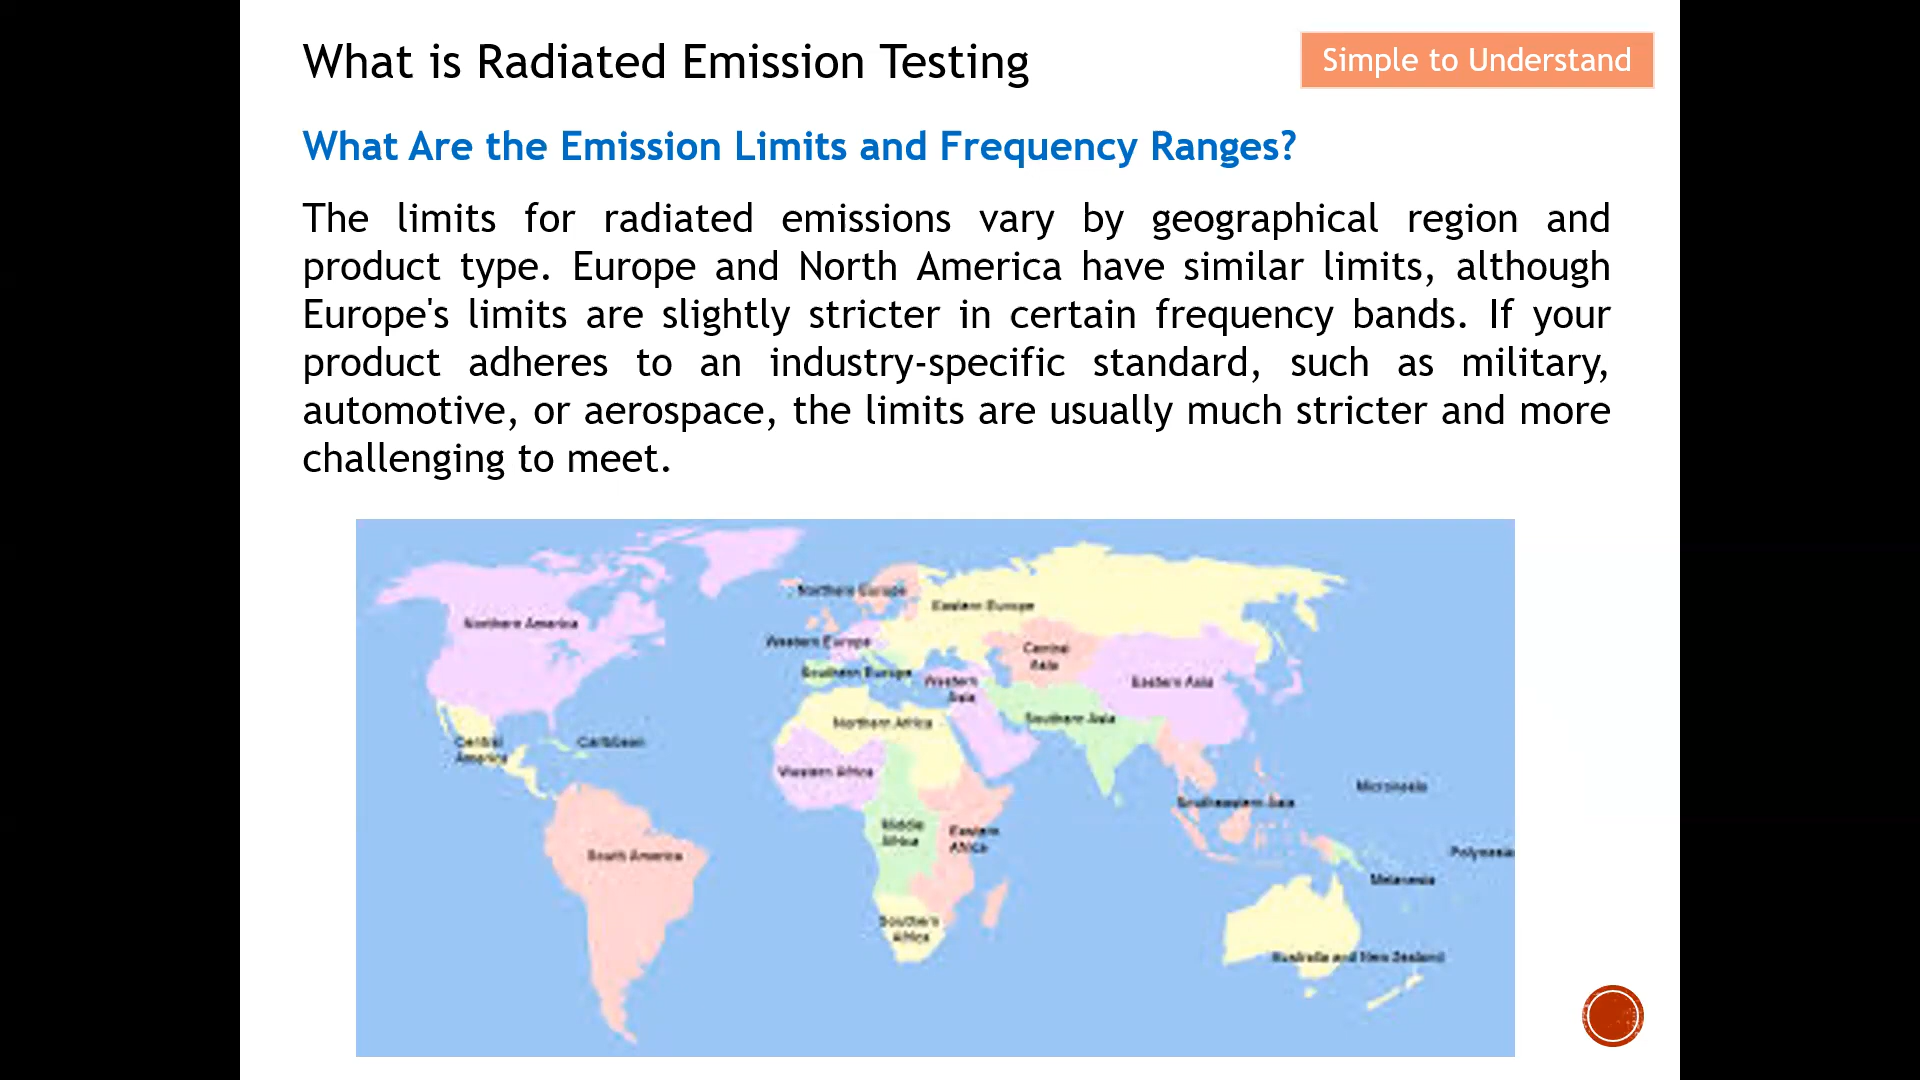 What is Radiated Emission Testing
Simple to Understand
What Are the Emission Limits and Frequency Ranges?
The limits for radiated emissions vary by geographical region and
product type. Europe and North America have similar limits, although
Europe's limits are slightly stricter in certain frequency bands. If your
product adheres to an industry-specific standard, such as military,
automotive, or aerospace, the limits are usually much stricter and more
challenging to meet.
Northern Europe
Eastern Europe
Northern America
Western Europe
Central
Asia
Southern Europe
Western
Asia
Eastern Asia
Southern Asia
Northern Africa
Central
America
Caribbean
Western Africa
Micronesia
Southeastern Asia
Middle
Africa
Eastern
Africa
South America
Polynesia
Melanesia
Southern
Africa
Australia and New Zealand